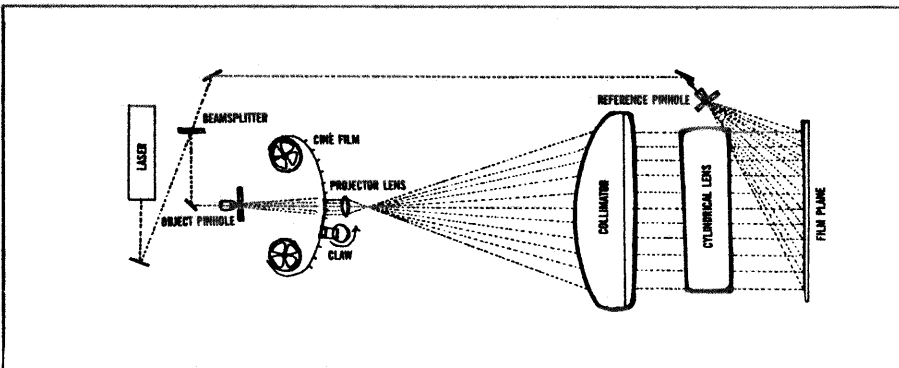 REFERENCE PINHOLE
BEAMSPLITTER
LASER
CINÉ FILM
PROJECTOR LENS
OBJECT PINHOLE
CLAW
COLLIMATOR
CYLINDRICAL LENS
FILM PLANE